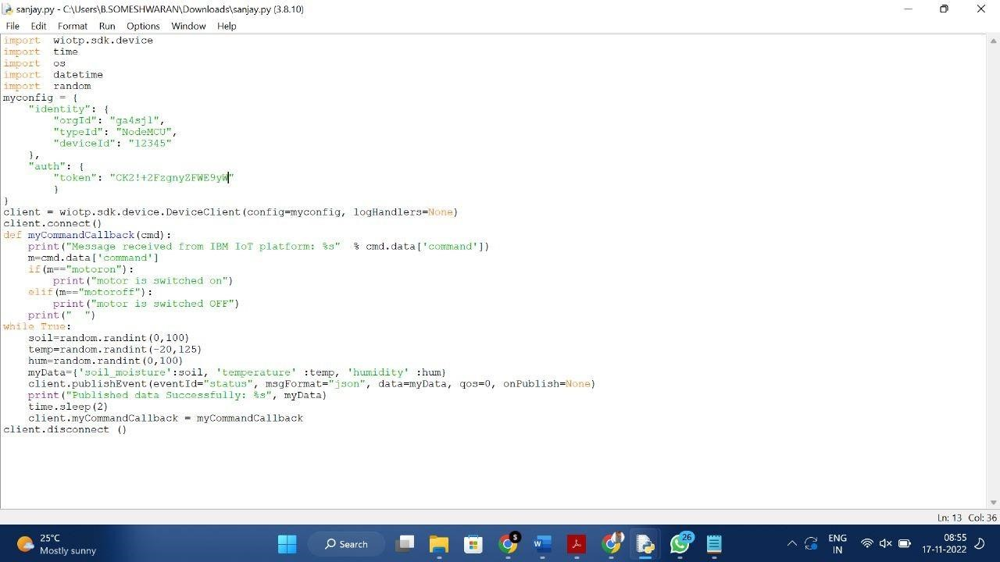 sanjay.py - C:\Users\B.SOMESHWARAN\Downloads\sanjay.py (3.8.10)
File Edit Format Run Options Window Help
import  wiotp.sdk.device
import  time
import  os
import  datetime
import  random
myconfig = {
    "identity": {
        "orgId": "ga4sjl",
        "typeId": "NodeMCU",
        "deviceId": "12345"
    },
    "auth": {
        "token": "CK2!+2FzgnyZFWE9yW"
        }
}
client = wiotp.sdk.device.DeviceClient(config=myconfig, logHandlers=None)
client.connect()
def myCommandCallback(cmd):
    print("Message received from IBM IoT platform: %s"  % cmd.data['command'])
    m=cmd.data['command']
    if(m=="motoron"):
        print("motor is switched on")
    elif(m=="motoroff"):
        print("motor is switched OFF")
    print("  ")
while True:
    soil=random.randint(0,100)
    temp=random.randint(-20,125)
    hum=random.randint(0,100)
    myData={'soil_moisture':soil, 'temperature' :temp, 'humidity' :hum}
    client.publishEvent(eventId="status", msgFormat="json", data=myData, qos=0, onPublish=None)
    print("Published data Successfully: %s", myData)
    time.sleep(2)
    client.myCommandCallback = myCommandCallback
client.disconnect ()
Ln: 13 Col: 36
25°C
Mostly sunny
Search
S
W
26
ENG
IN
08:55
17-11-2022